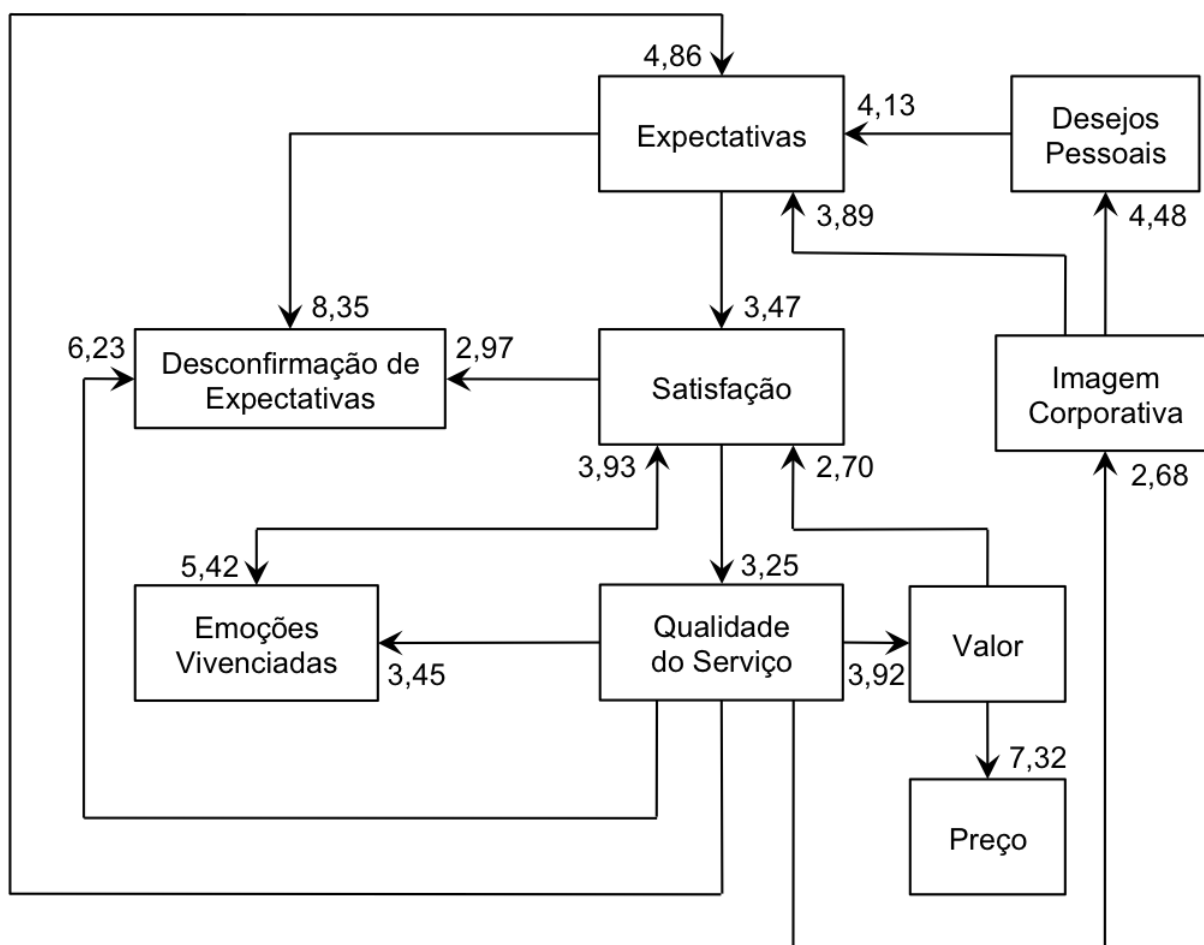 4,86
4,13
Expectativas
Desejos
Pessoais
3,89
4,48
8,35
3,47
6,23
2,97
Desconfirmação de
Expectativas
Satisfação
Imagem
Corporativa
3,93
2,70
2,68
5,42
3,25
Emoções
Vivenciadas
Qualidade
do Serviço
Valor
3,45
3,92
7,32
Preço